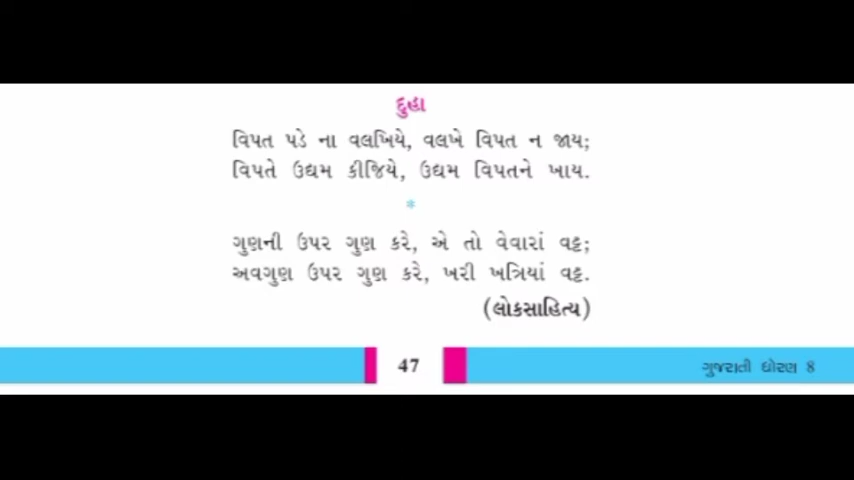 દુહા
વિપત પડે ના વલખિયે, વલખે વિપત ન જાય;
વિપતે ઉદ્યમ કીજિયે, ઉદ્યમ વિપતને ખાય.
*
ગુણની ઉપર ગુણ કરે, એ તો વેવારાં વટ્ટ;
અવગુણ ઉપર ગુણ કરે, ખરી ખત્રિયાં વટ્ટ.
(લોકસાહિત્ય)
47
ગુજરાતી ધોરણ 8